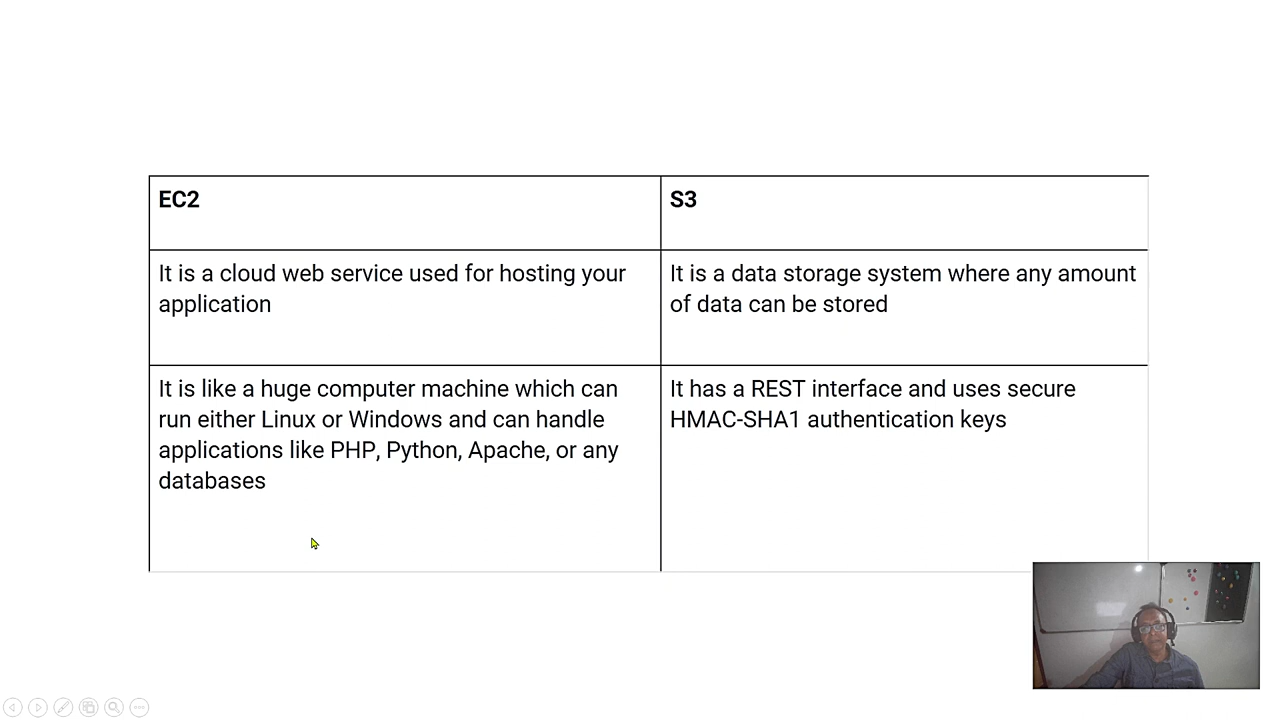 EC2
S3
It is a cloud web service used for hosting your
application
It is a data storage system where any amount
of data can be stored
It is like a huge computer machine which can
run either Linux or Windows and can handle
applications like PHP, Python, Apache, or any
databases
It has a REST interface and uses secure
HMAC-SHA1 authentication keys